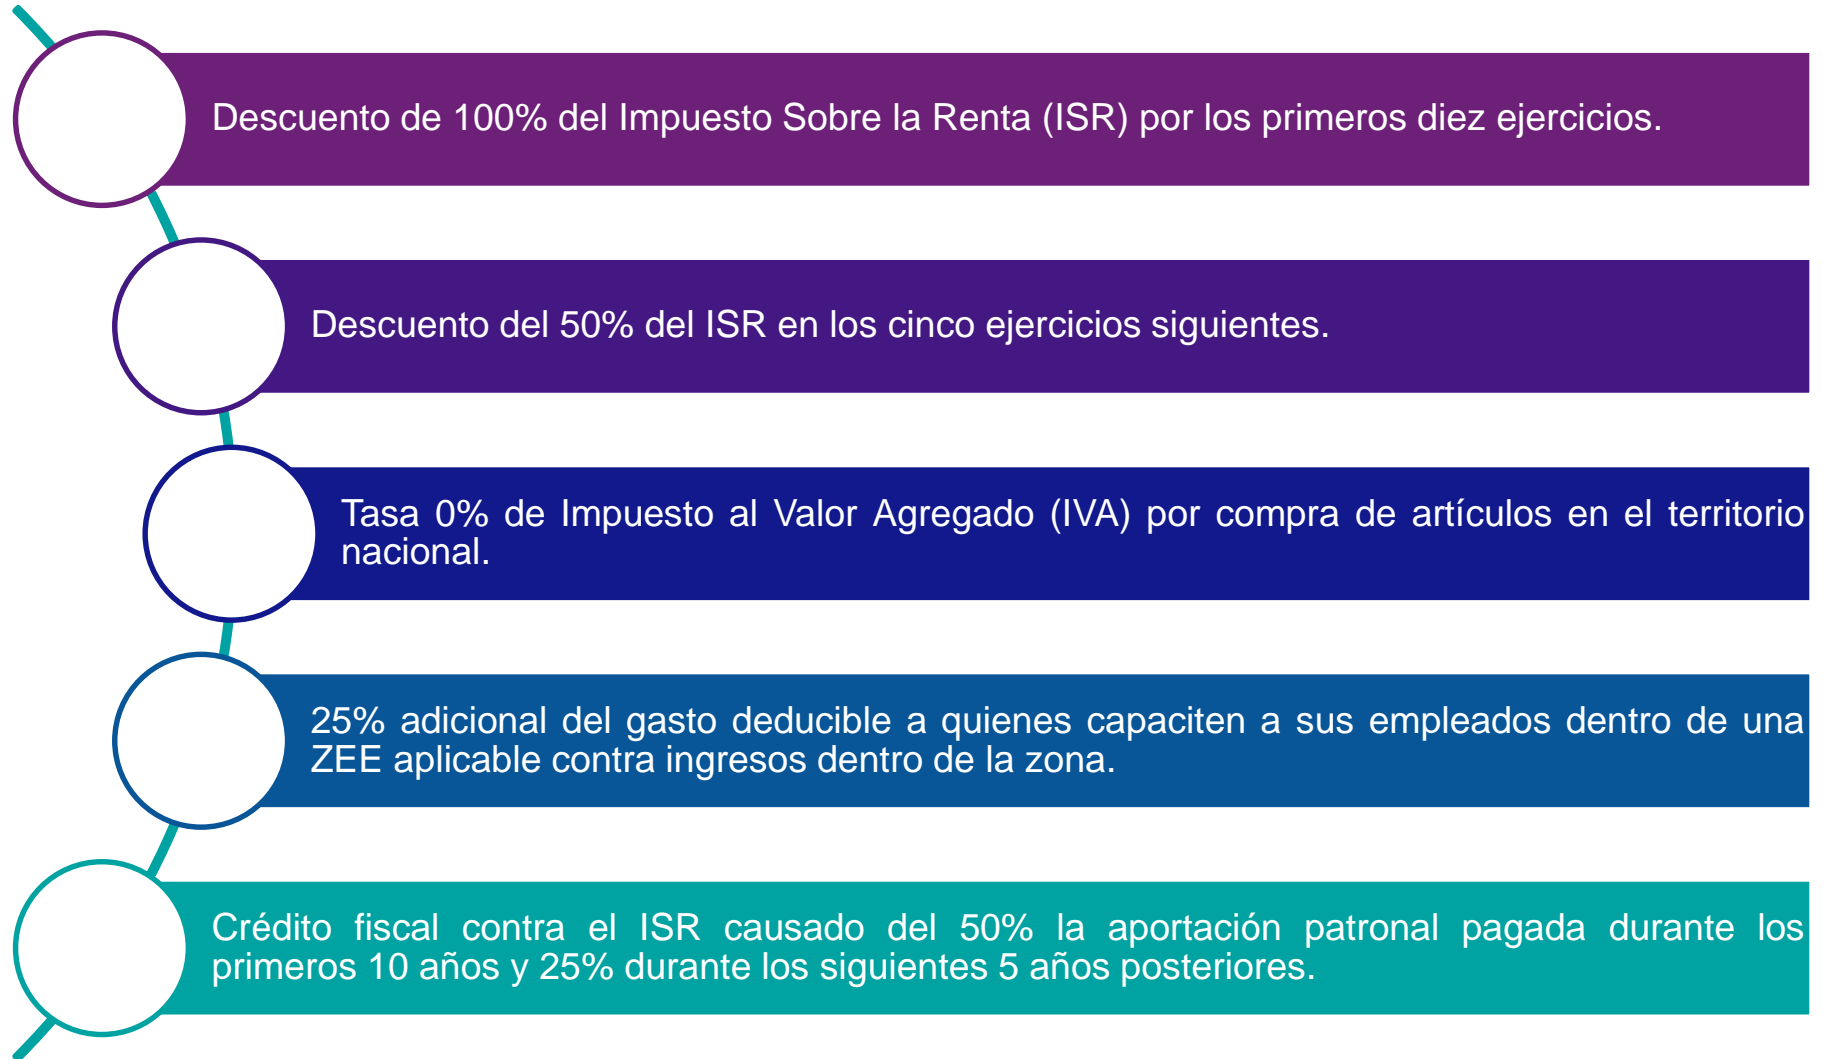 Descuento de 100% del Impuesto Sobre la Renta (ISR) por los primeros diez ejercicios.
Descuento del 50% del ISR en los cinco ejercicios siguientes.
Tasa 0% de Impuesto al Valor Agregado (IVA) por compra de artículos en el territorio
nacional.
25% adicional del gasto deducible a quienes capaciten a sus empleados dentro de una
ZEE aplicable contra ingresos dentro de la zona.
Crédito fiscal contra el ISR causado del 50% la aportación patronal pagada durante los
primeros 10 años y 25% durante los siguientes 5 años posteriores.